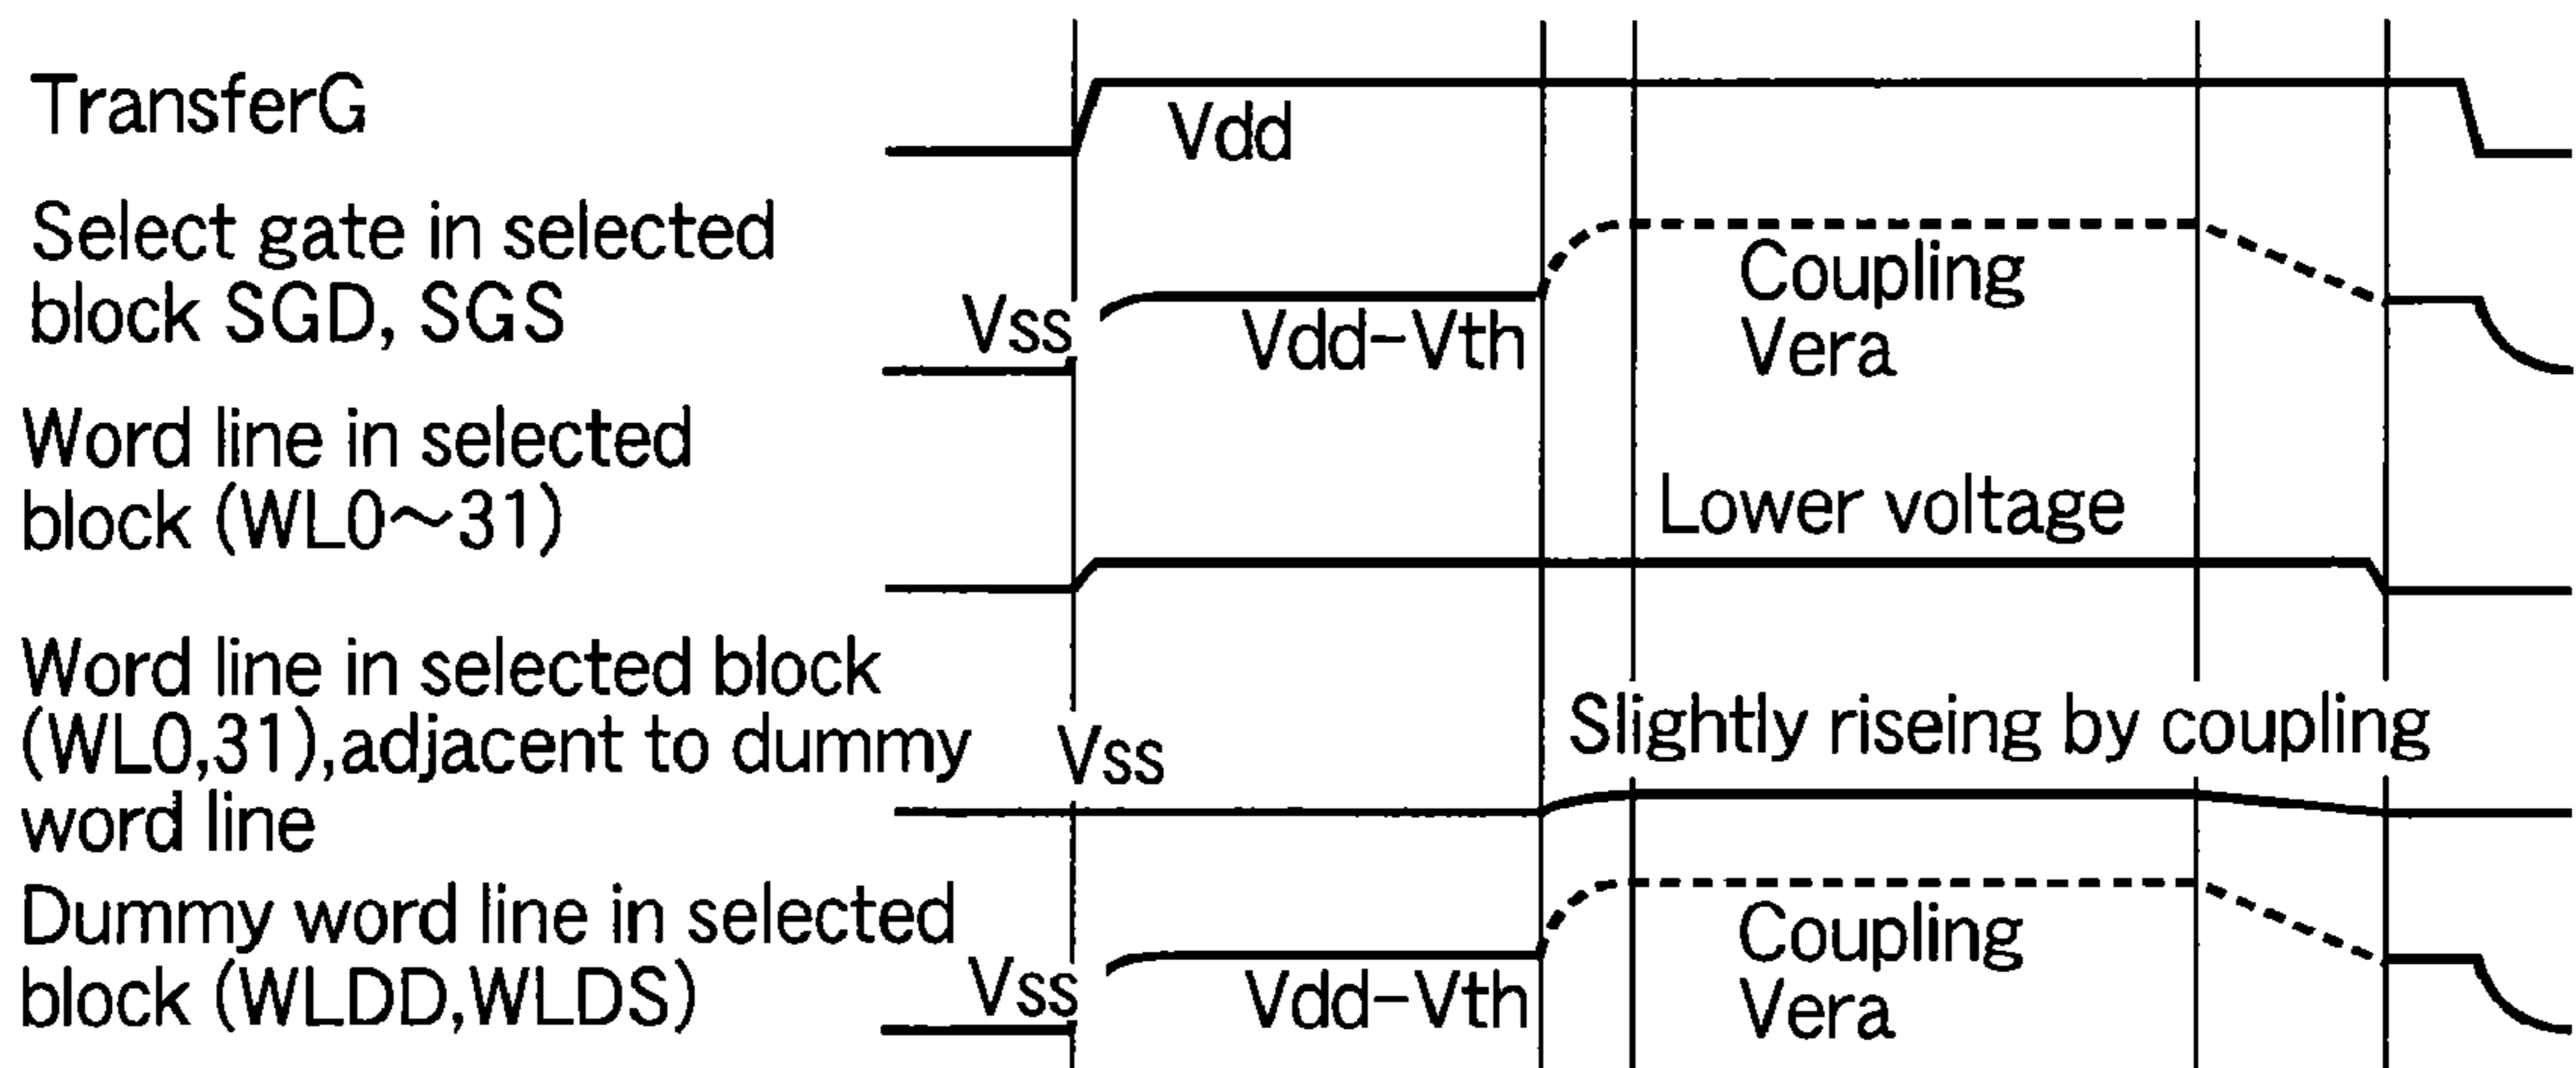 TransferG
Vdd
Select gate in selected
block SGD, SGS
Vss
Vdd-Vth
Coupling
Vera
Word line in selected
block (WL0~31)
Lower voltage
Word line in selected block
(WL0,31),adjacent to dummy
word line
Vss
Slightly riseing by coupling
Dummy word line in selected
block (WLDD,WLDS)
Vss
Vdd-Vth
Coupling
Vera